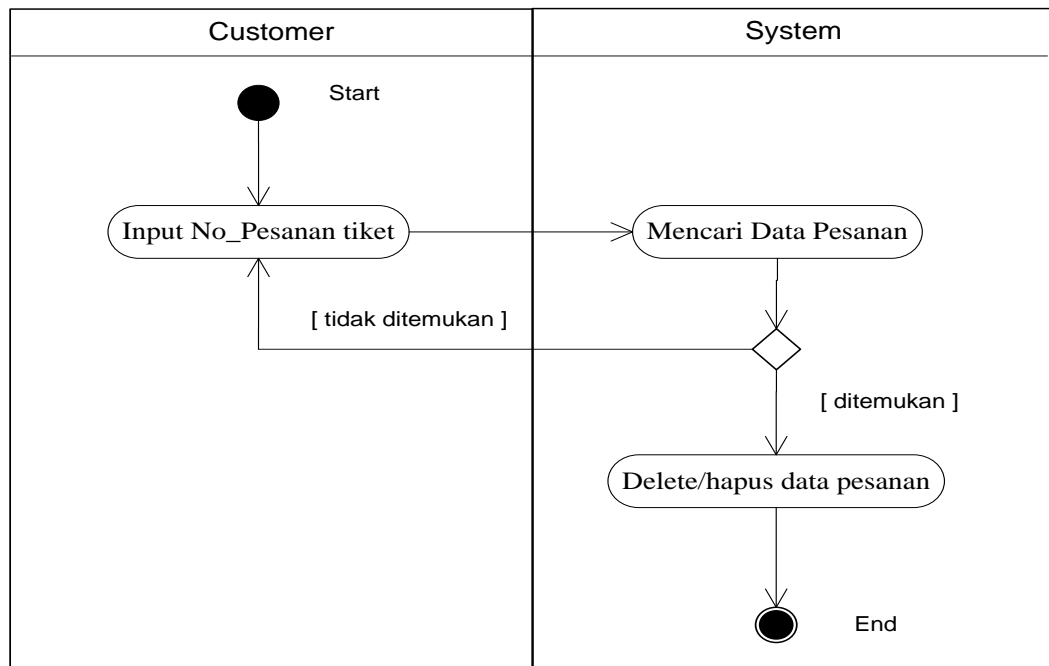 Customer
System
Start
Input No_Pesanan tiket
Mencari Data Pesanan
[ tidak ditemukan ]
[ ditemukan ]
Delete/hapus data pesanan
End